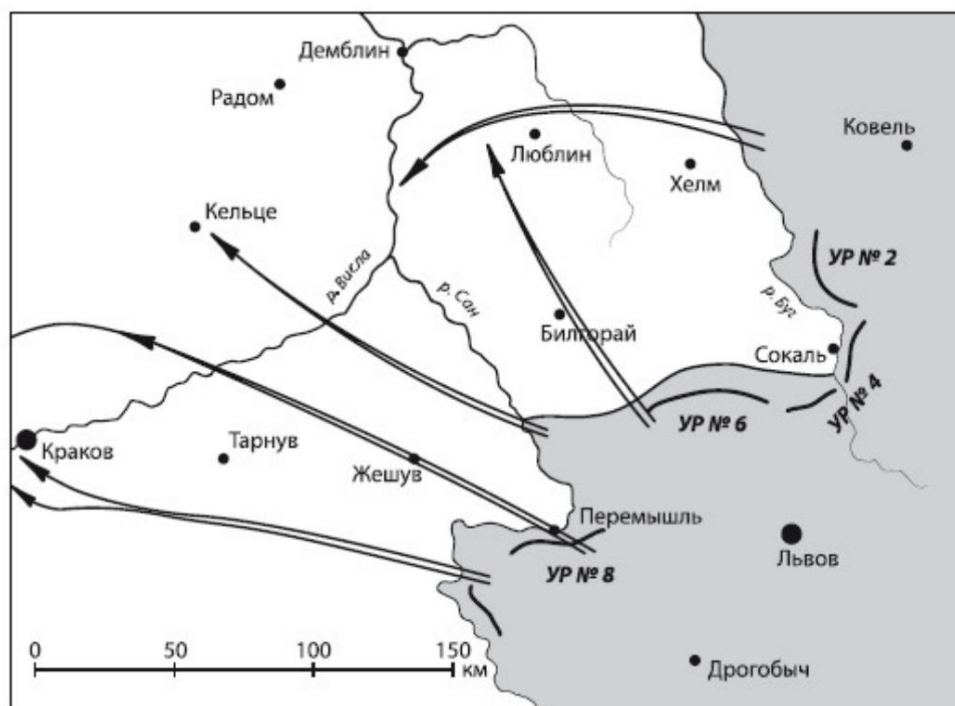 Демблин
Радом
Ковель
Люблин
Хелм
Кельце
УР № 2
р. Висла
р. Сан
р. Буг
Билгорай
Сокаль
УР № 4
УР № 6
Краков
Тарнув
Жешув
Перемышль
Львов
УР № 8
0 50 100 150
км
Дрогобыч